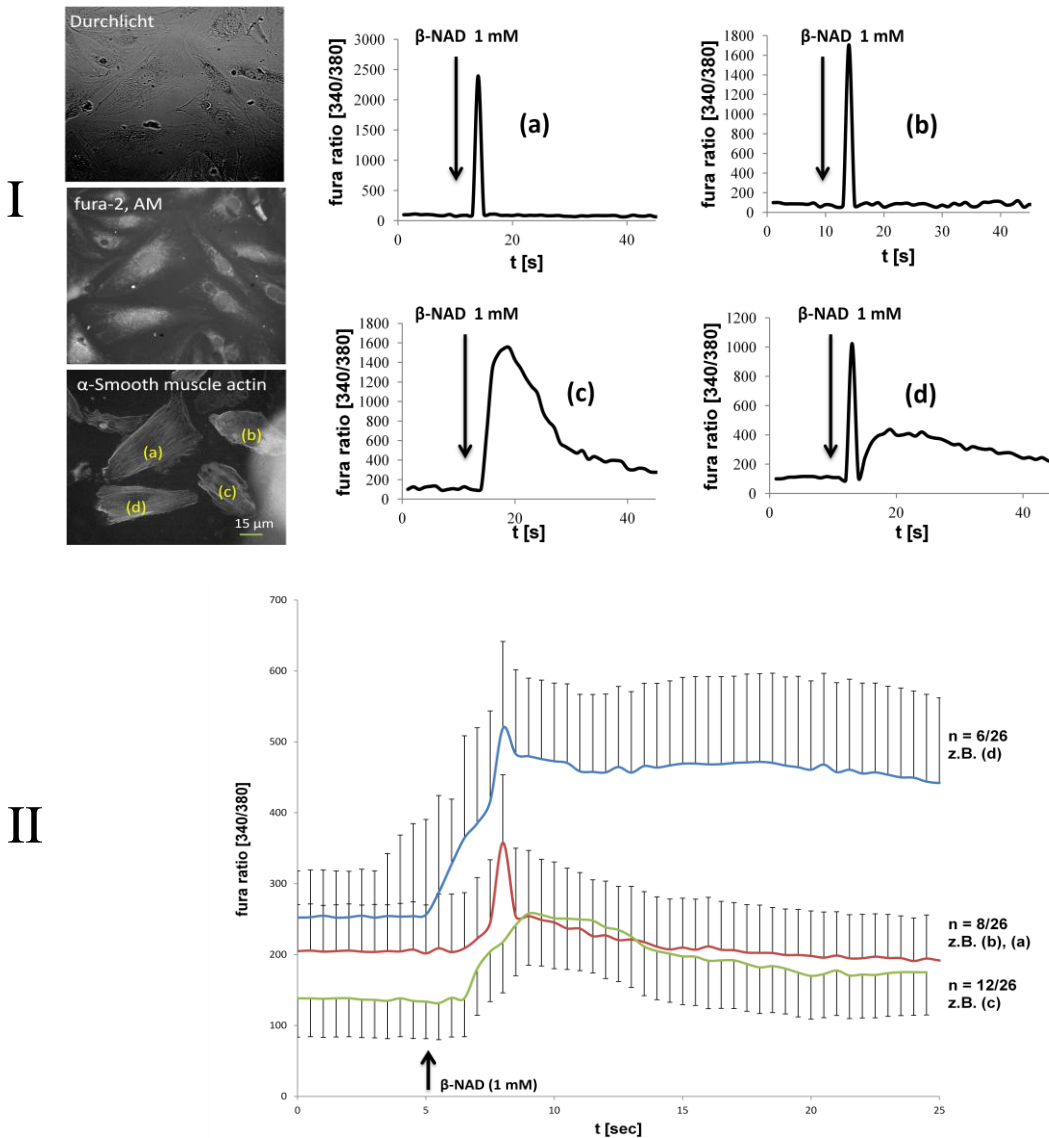 I
Durchlicht
fura-2, AM
α-Smooth muscle actin
(a)
(b)
(c)
(d)
15 µm
β-NAD 1 mM
(a)
fura ratio [340/380]
3000
2500
2000
1500
1000
500
0
0 20 40
t [s]
β-NAD 1 mM
(b)
fura ratio [340/380]
1800
1600
1400
1200
1000
800
600
400
200
0
0 10 20 30 40
t [s]
β-NAD 1 mM
(c)
fura ratio [340/380]
1800
1600
1400
1200
1000
800
600
400
200
0
0 20 40
t [s]
β-NAD 1 mM
(d)
fura ratio [340/380]
1200
1000
800
600
400
200
0
0 20 40
t [s]
II
fura ratio [340/380]
700
600
500
400
300
200
100
0
0 5 10 15 20 25
t [sec]
β-NAD (1 mM)
n = 6/26
z.B. (d)
n = 8/26
z.B. (b), (a)
n = 12/26
z.B. (c)